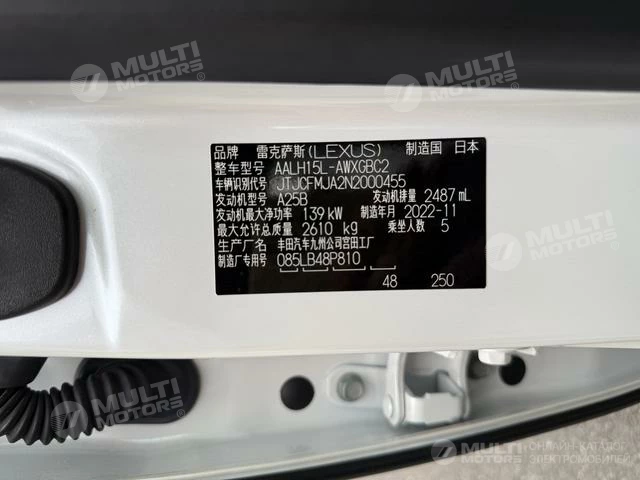 MULTI
MOTORS®
MULTI
MOTORS®
MULTI
MOTORS®
品牌 雷克萨斯(LEXUS) 制造国 日本
整车型号 AALH15L-AWXGBC2
车辆识别代号 JTJCFMJA2N2000455
发动机型号 A25B 发动机排量 2487 mL
发动机最大净功率 139 kW 制造年月 2022-11
最大允许总质量 2610 kg 乘坐人数 5
生产厂名 丰田汽车九州公司宫田工厂
制造厂专用号 085LB48P810
48 250
MULTI
MOTORS®
MULTI
MOTORS®
MULTI
MOTORS
ОНЛАЙН-КАТАЛОГ
ЭЛЕКТРОМОБИЛЕЙ